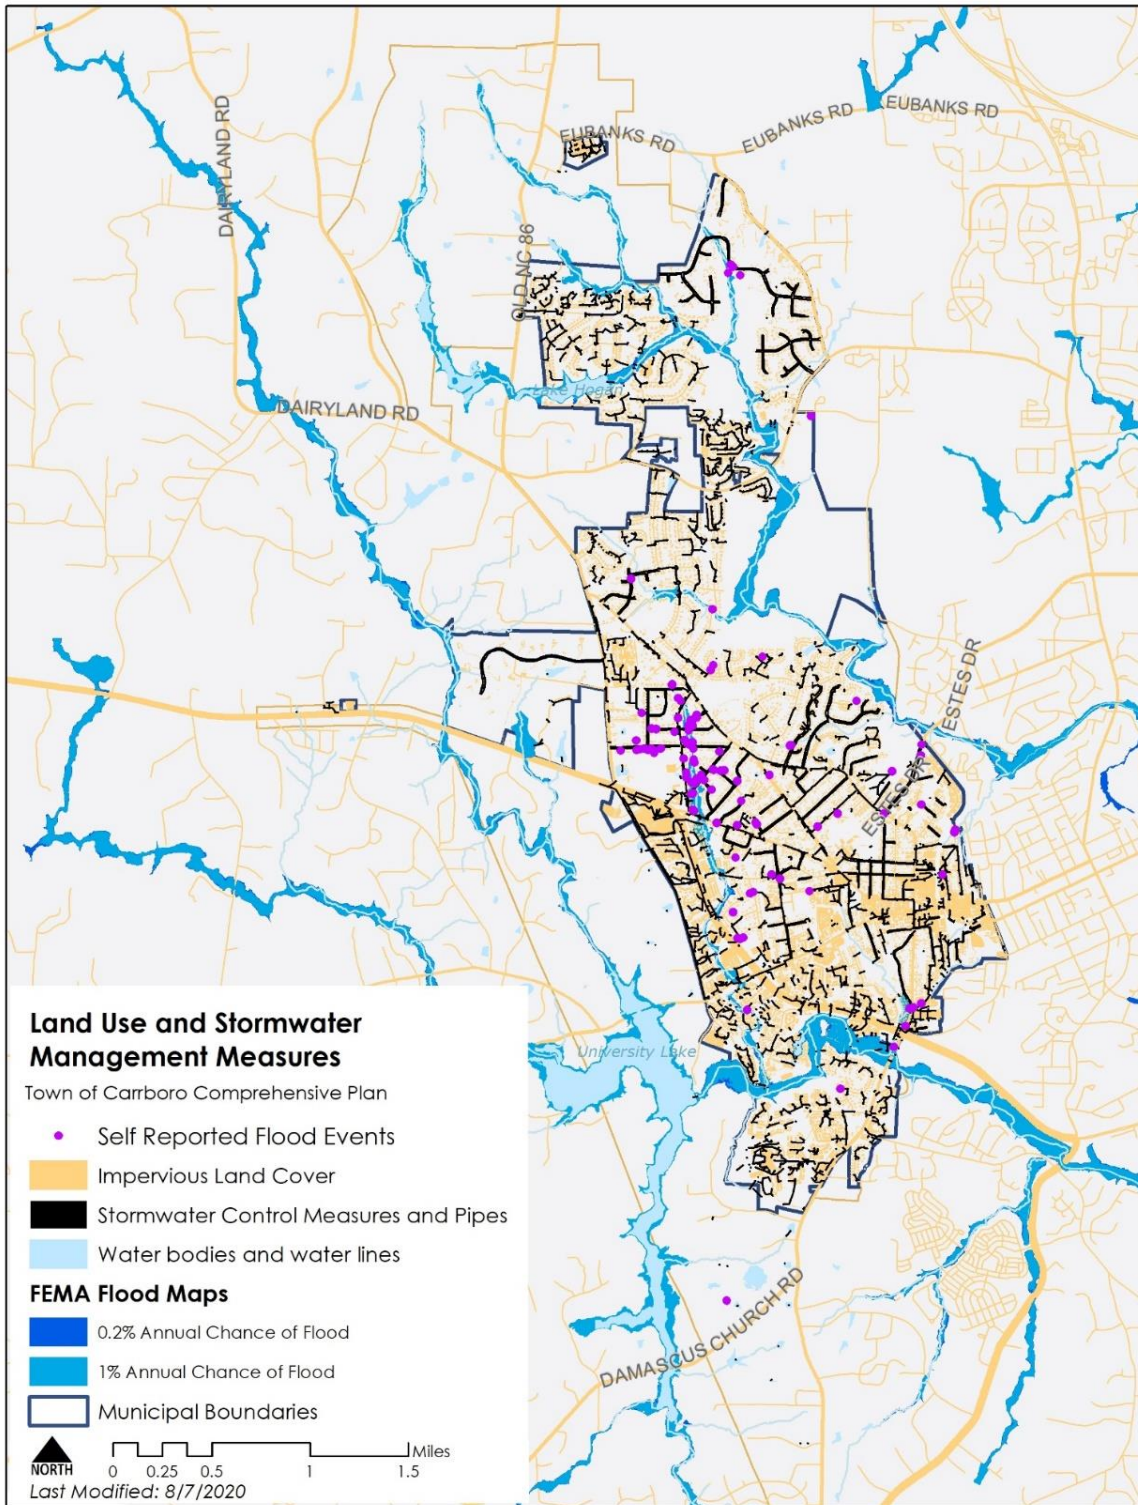 EUBANKS RD
EUBANKS RD
EUBANKS RD
DAIRYLAND RD
OLD NC 86
Lake Hogan
DAIRYLAND RD
ESTES DR
ESTES DR
University Lake
DAMASCUS CHURCH RD
Land Use and Stormwater
Management Measures
Town of Carrboro Comprehensive Plan
Self Reported Flood Events
Impervious Land Cover
Stormwater Control Measures and Pipes
Water bodies and water lines
FEMA Flood Maps
0.2% Annual Chance of Flood
1% Annual Chance of Flood
Municipal Boundaries
NORTH
Miles
0 0.25 0.5 1 1.5
Last Modified: 8/7/2020